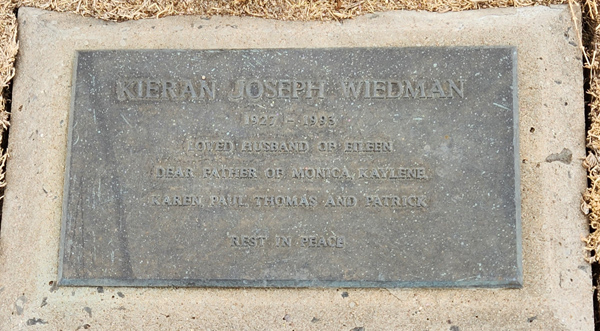 KIERAN JOSEPH WIEDMAN
1927 - 1993
LOVED HUSBAND OF EILEEN
DEAR FATHER OF MONICA, KAYLENE,
KAREN, PAUL, THOMAS AND PATRICK
REST IN PEACE